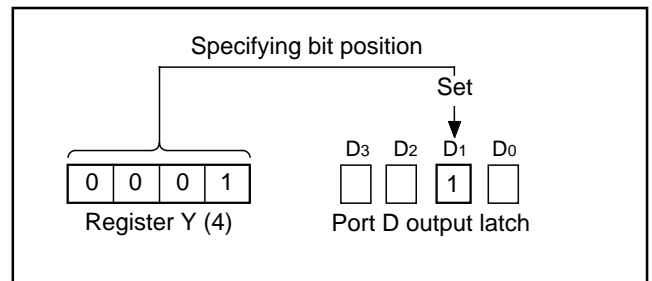 Specifying bit position
Set
D3 D2 D1 D0
0 0 0 1 1
Register Y (4) Port D output latch